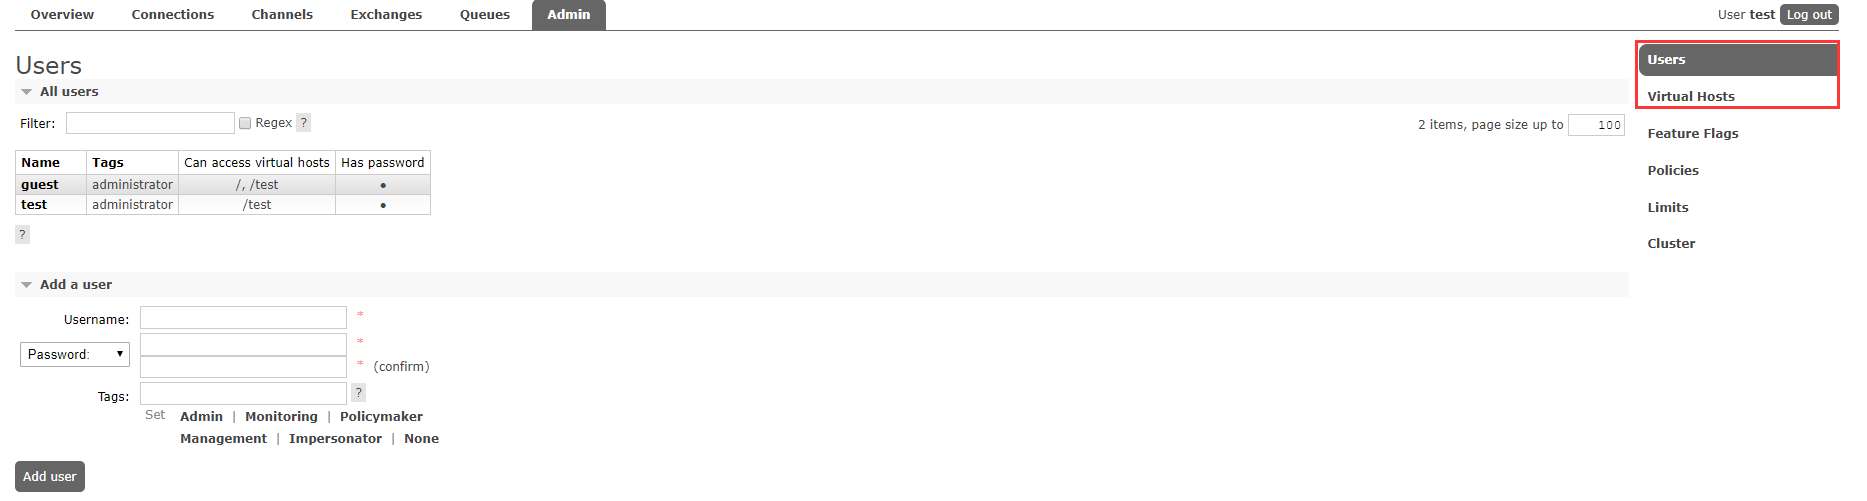 Overview Connections Channels Exchanges Queues Admin User test Log out
Users
All users
Filter: Regex ?
2 items, page size up to 100
Name Tags Can access virtual hosts Has password
guest administrator /, /test ●
test administrator /test ●
?
Add a user
Username: *
Password: *
* (confirm)
Tags: ?
Set Admin | Monitoring | Policymaker
Management | Impersonator | None
Add user
Users
Virtual Hosts
Feature Flags
Policies
Limits
Cluster